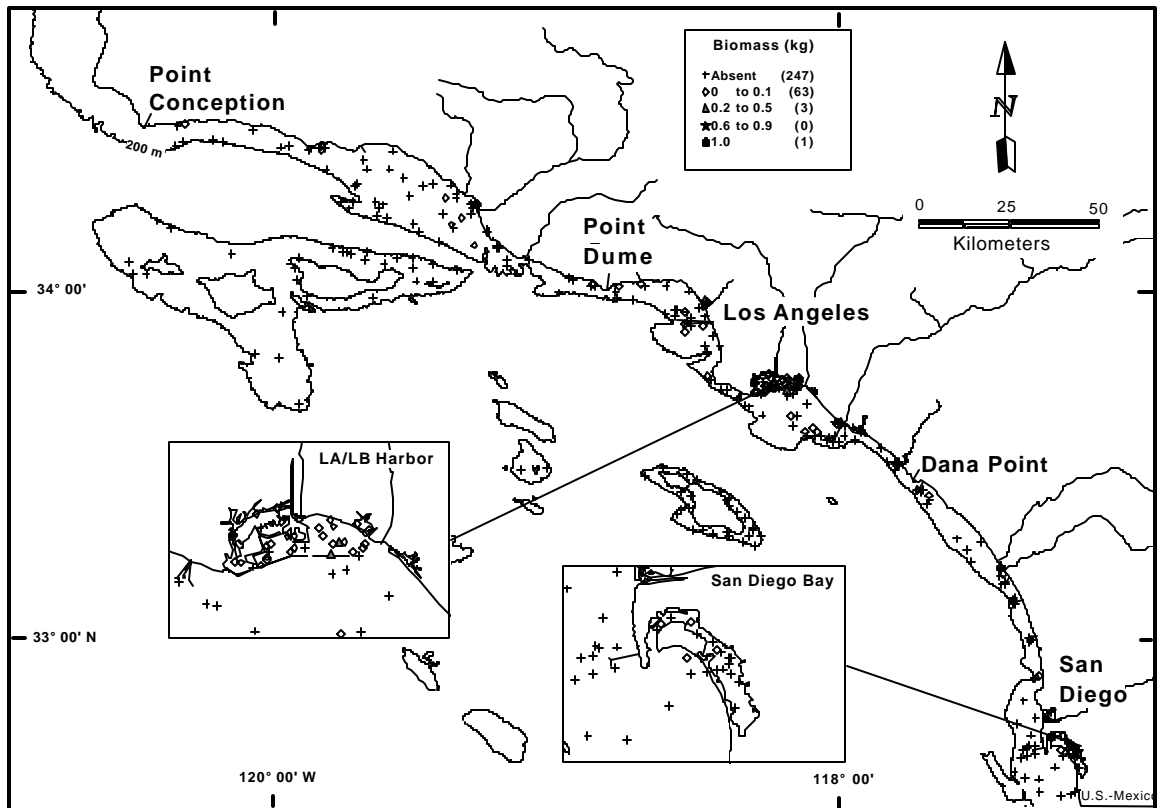 Biomass (kg)
Absent (247)
0 to 0.1 (63)
0.2 to 0.5 (3)
0.6 to 0.9 (0)
1.0 (1)
N
0 25 50
Kilometers
Point
Conception
200 m
Point
Dume
34° 00'
Los Angeles
LA/LB Harbor
Dana Point
San Diego Bay
33° 00' N
San
Diego
120° 00' W
118° 00'
U.S.-Mexico